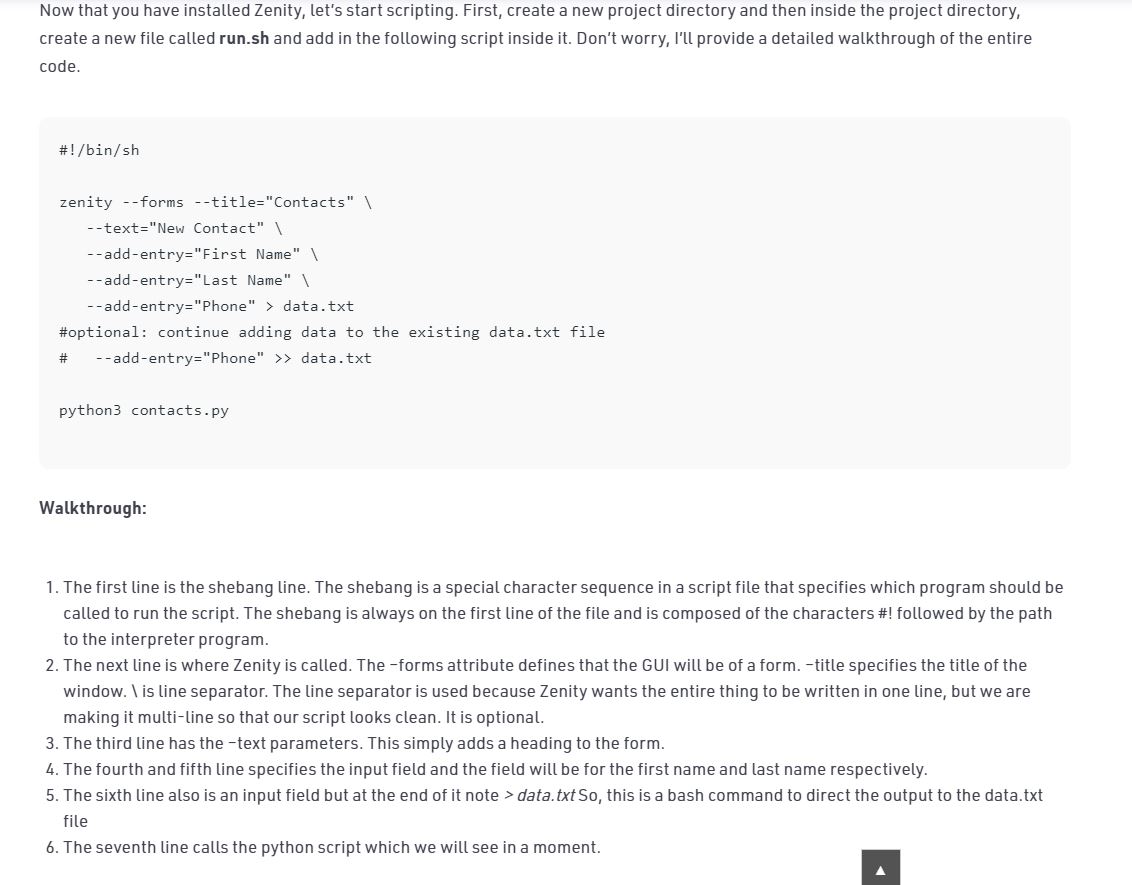 Now that you have installed Zenity, let's start scripting. First, create a new project directory and then inside the project directory,
create a new file called run.sh and add in the following script inside it. Don't worry, I'll provide a detailed walkthrough of the entire
code.
#!/bin/sh
zenity --forms --title="Contacts" \
   --text="New Contact" \
   --add-entry="First Name" \
   --add-entry="Last Name" \
   --add-entry="Phone" > data.txt
#optional: continue adding data to the existing data.txt file
#   --add-entry="Phone" >> data.txt
python3 contacts.py
Walkthrough:
1. The first line is the shebang line. The shebang is a special character sequence in a script file that specifies which program should be
called to run the script. The shebang is always on the first line of the file and is composed of the characters #! followed by the path
to the interpreter program.
2. The next line is where Zenity is called. The –forms attribute defines that the GUI will be of a form. –title specifies the title of the
window. \ is line separator. The line separator is used because Zenity wants the entire thing to be written in one line, but we are
making it multi-line so that our script looks clean. It is optional.
3. The third line has the –text parameters. This simply adds a heading to the form.
4. The fourth and fifth line specifies the input field and the field will be for the first name and last name respectively.
5. The sixth line also is an input field but at the end of it note > data.txt So, this is a bash command to direct the output to the data.txt
file
6. The seventh line calls the python script which we will see in a moment.